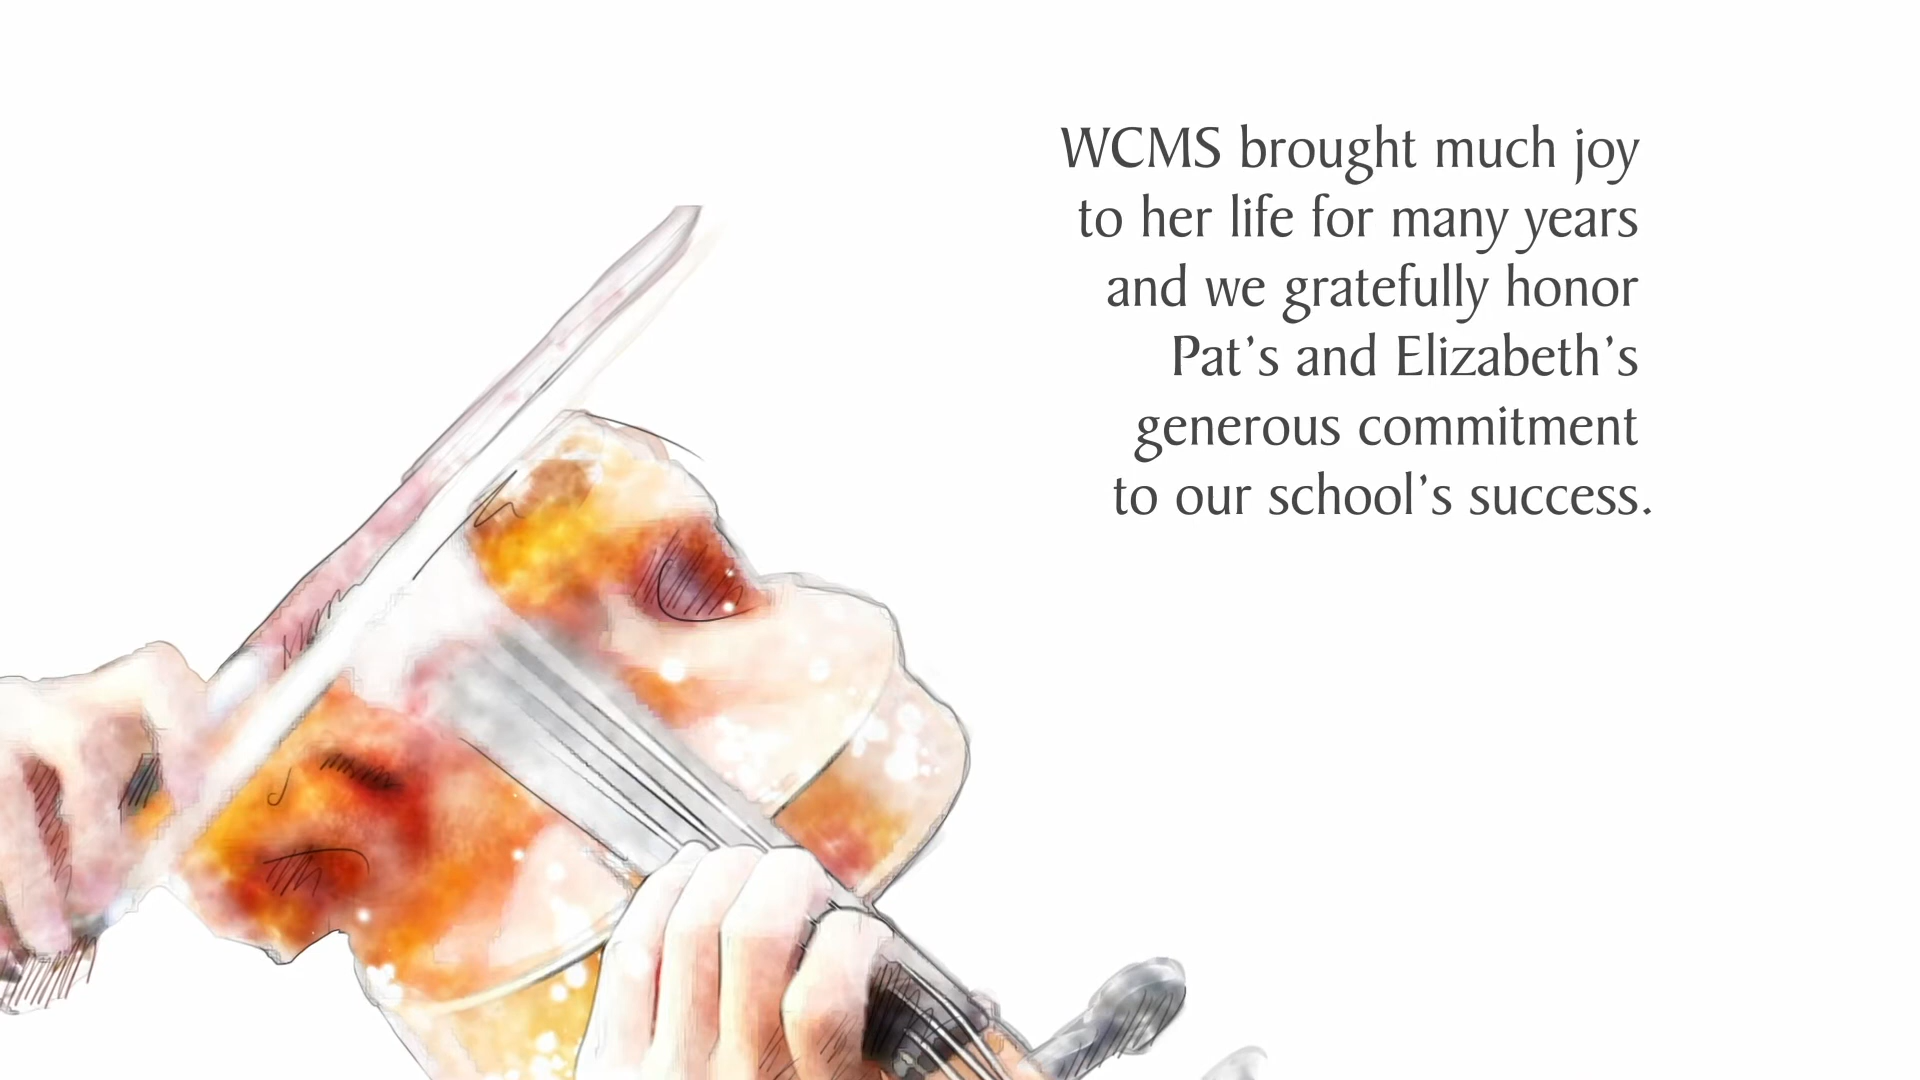 WCMS brought much joy
to her life for many years
and we gratefully honor
Pat’s and Elizabeth’s
generous commitment
to our school’s success.